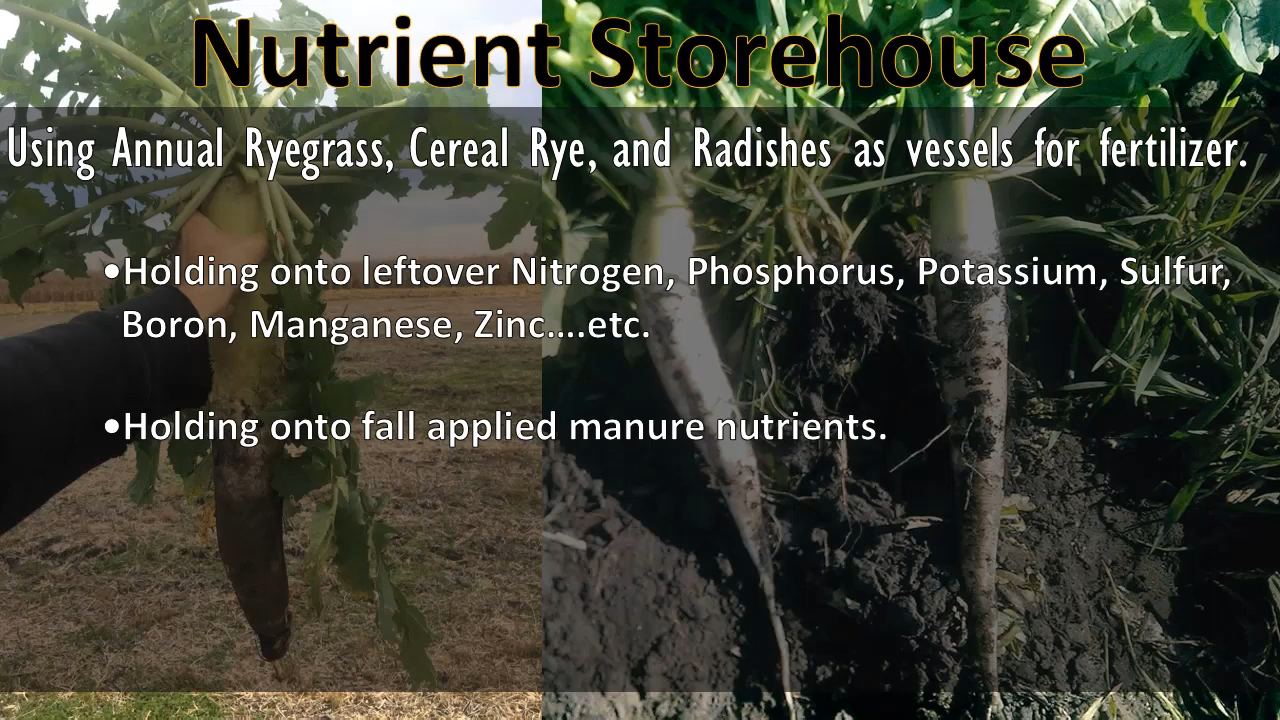 Nutrient Storehouse
Using Annual Ryegrass, Cereal Rye, and Radishes as vessels for fertilizer.
•Holding onto leftover Nitrogen, Phosphorus, Potassium, Sulfur,
Boron, Manganese, Zinc....etc.
•Holding onto fall applied manure nutrients.